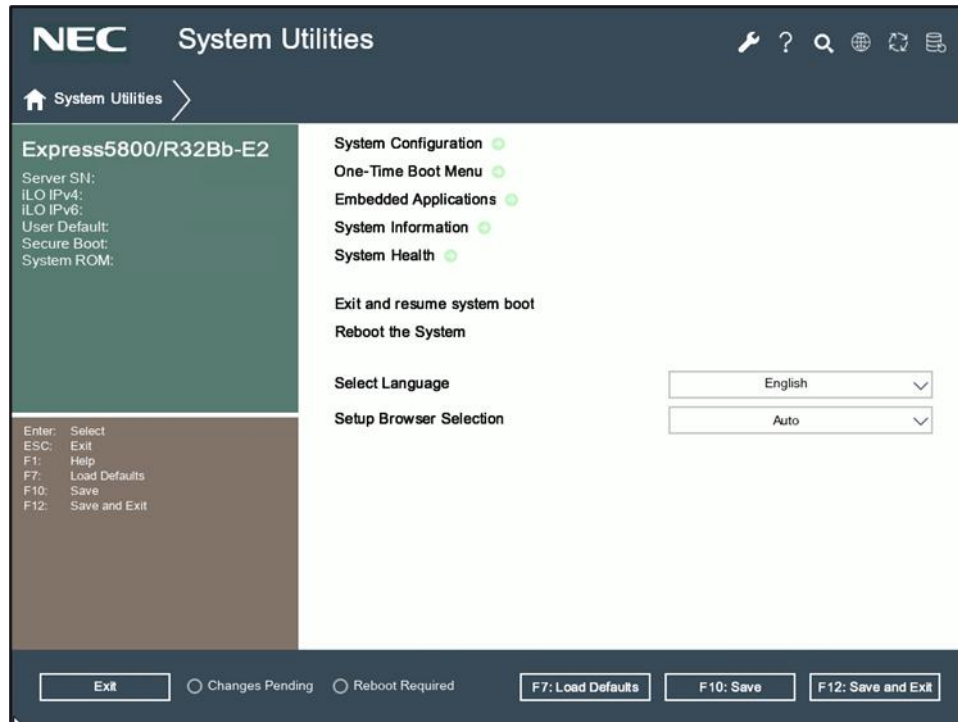 NEC System Utilities
System Utilities
Express5800/R32Bb-E2
Server SN:
iLO IPv4:
iLO IPv6:
User Default:
Secure Boot:
System ROM:
Enter: Select
ESC: Exit
F1: Help
F7: Load Defaults
F10: Save
F12: Save and Exit
System Configuration
One-Time Boot Menu
Embedded Applications
System Information
System Health
Exit and resume system boot
Reboot the System
Select Language English
Setup Browser Selection Auto
Exit Changes Pending Reboot Required F7: Load Defaults F10: Save F12: Save and Exit